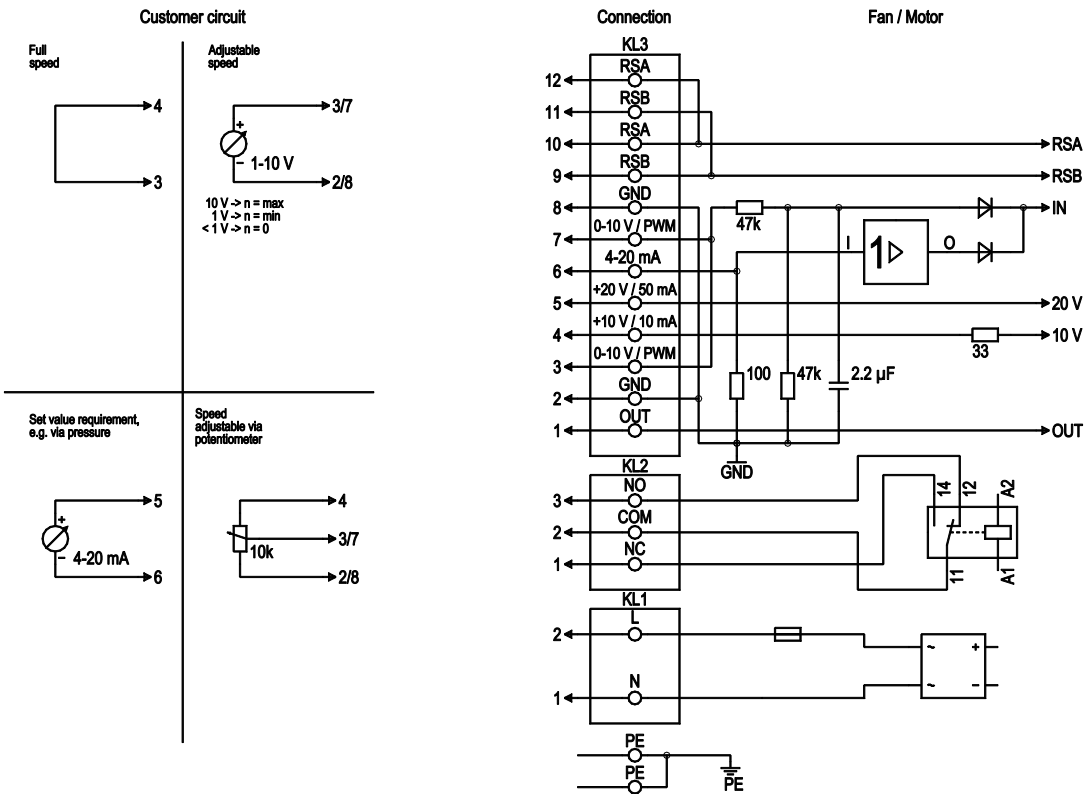 Customer circuit
Connection
Fan / Motor
Full
speed
4
3
Adjustable
speed
3/7
+
1-10 V
–
2/8
10 V -> n = max
1 V -> n = min
< 1 V -> n = 0
Set value requirement,
e.g. via pressure
5
+
4-20 mA
–
6
Speed
adjustable via
potentiometer
4
3/7
10k
2/8
KL3
12 RSA
11 RSB
10 RSA RSA
9 RSB RSB
8 GND IN
47k
7 0-10 V / PWM
I 1 O
6 4-20 mA
5 +20 V / 50 mA 20 V
4 +10 V / 10 mA 10 V
33
3 0-10 V / PWM
100 47k 2.2 µF
2 GND
1 OUT OUT
GND
KL2
3 NO
2 COM
1 NC
14 12 A2
11 A1
KL1
2 L
~ +
1 N
~ –
PE
PE
PE